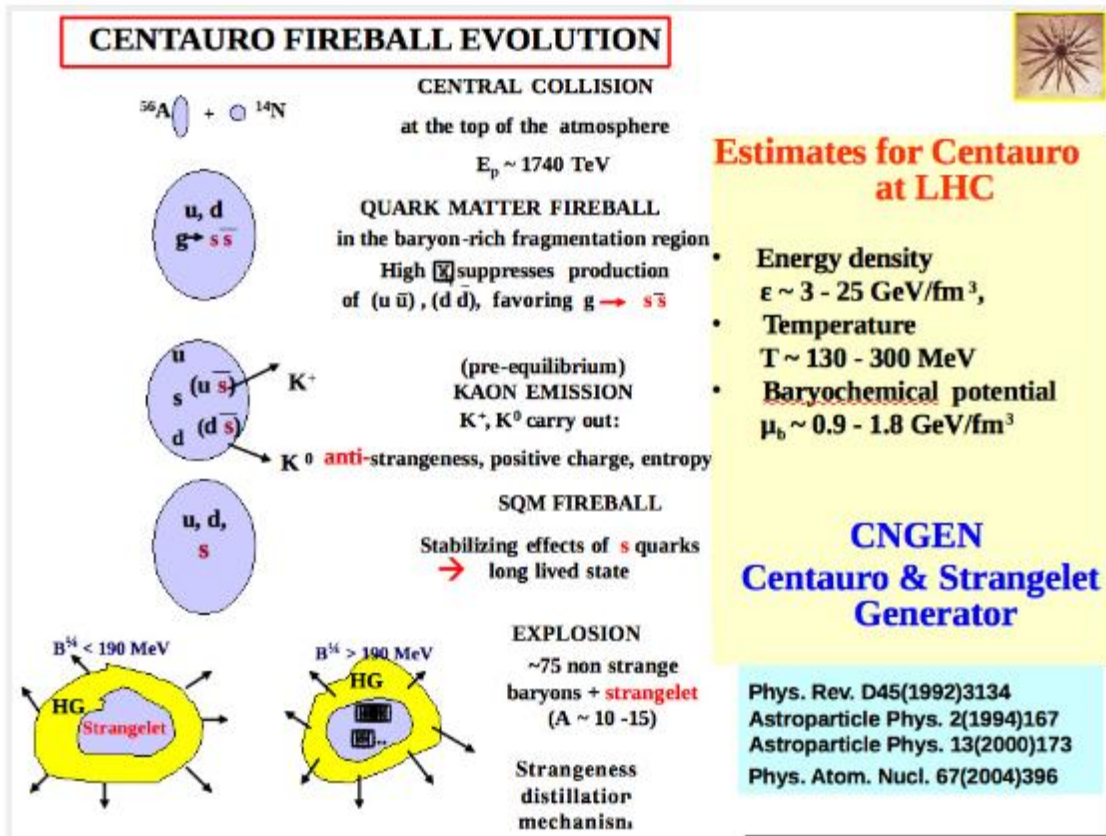 CENTAURO FIREBALL EVOLUTION
⁵⁶A + ¹⁴N
CENTRAL COLLISION
at the top of the atmosphere
Eₚ ~ 1740 TeV
u, d
g → s s̅
QUARK MATTER FIREBALL
in the baryon-rich fragmentation region
High suppresses production
of (u u̅) , (d d̅), favoring g → s s̅
u
s (u s̅)
d (d s̅)
K⁺
K ⁰
(pre-equilibrium)
KAON EMISSION
K⁺, K⁰ carry out:
anti-strangeness, positive charge, entropy
u, d,
s
SQM FIREBALL
Stabilizing effects of s quarks
→ long lived state
B¼ < 190 MeV
HG
Strangelet
B¼ > 190 MeV
HG
EXPLOSION
~75 non strange
baryons + strangelet
(A ~ 10 -15)
Strangeness
distillation
mechanism
Estimates for Centauro
at LHC
• Energy density
ε ~ 3 - 25 GeV/fm ³,
• Temperature
T ~ 130 - 300 MeV
• Baryochemical potential
μ_b ~ 0.9 - 1.8 GeV/fm³
CNGEN
Centauro & Strangelet
Generator
Phys. Rev. D45(1992)3134
Astroparticle Phys. 2(1994)167
Astroparticle Phys. 13(2000)173
Phys. Atom. Nucl. 67(2004)396